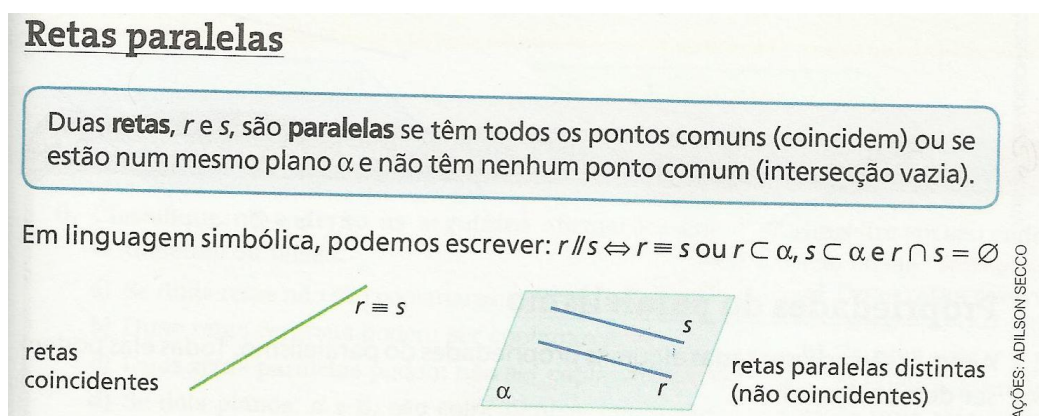 Retas paralelas
Duas retas, r e s, são paralelas se têm todos os pontos comuns (coincidem) ou se
estão num mesmo plano α e não têm nenhum ponto comum (intersecção vazia).
Em linguagem simbólica, podemos escrever: r // s ⇔ r ≡ s ou r ⊂ α, s ⊂ α e r ∩ s = ∅
r ≡ s
retas
coincidentes
s
r
α
retas paralelas distintas
(não coincidentes)
AÇÕES: ADILSON SECCO